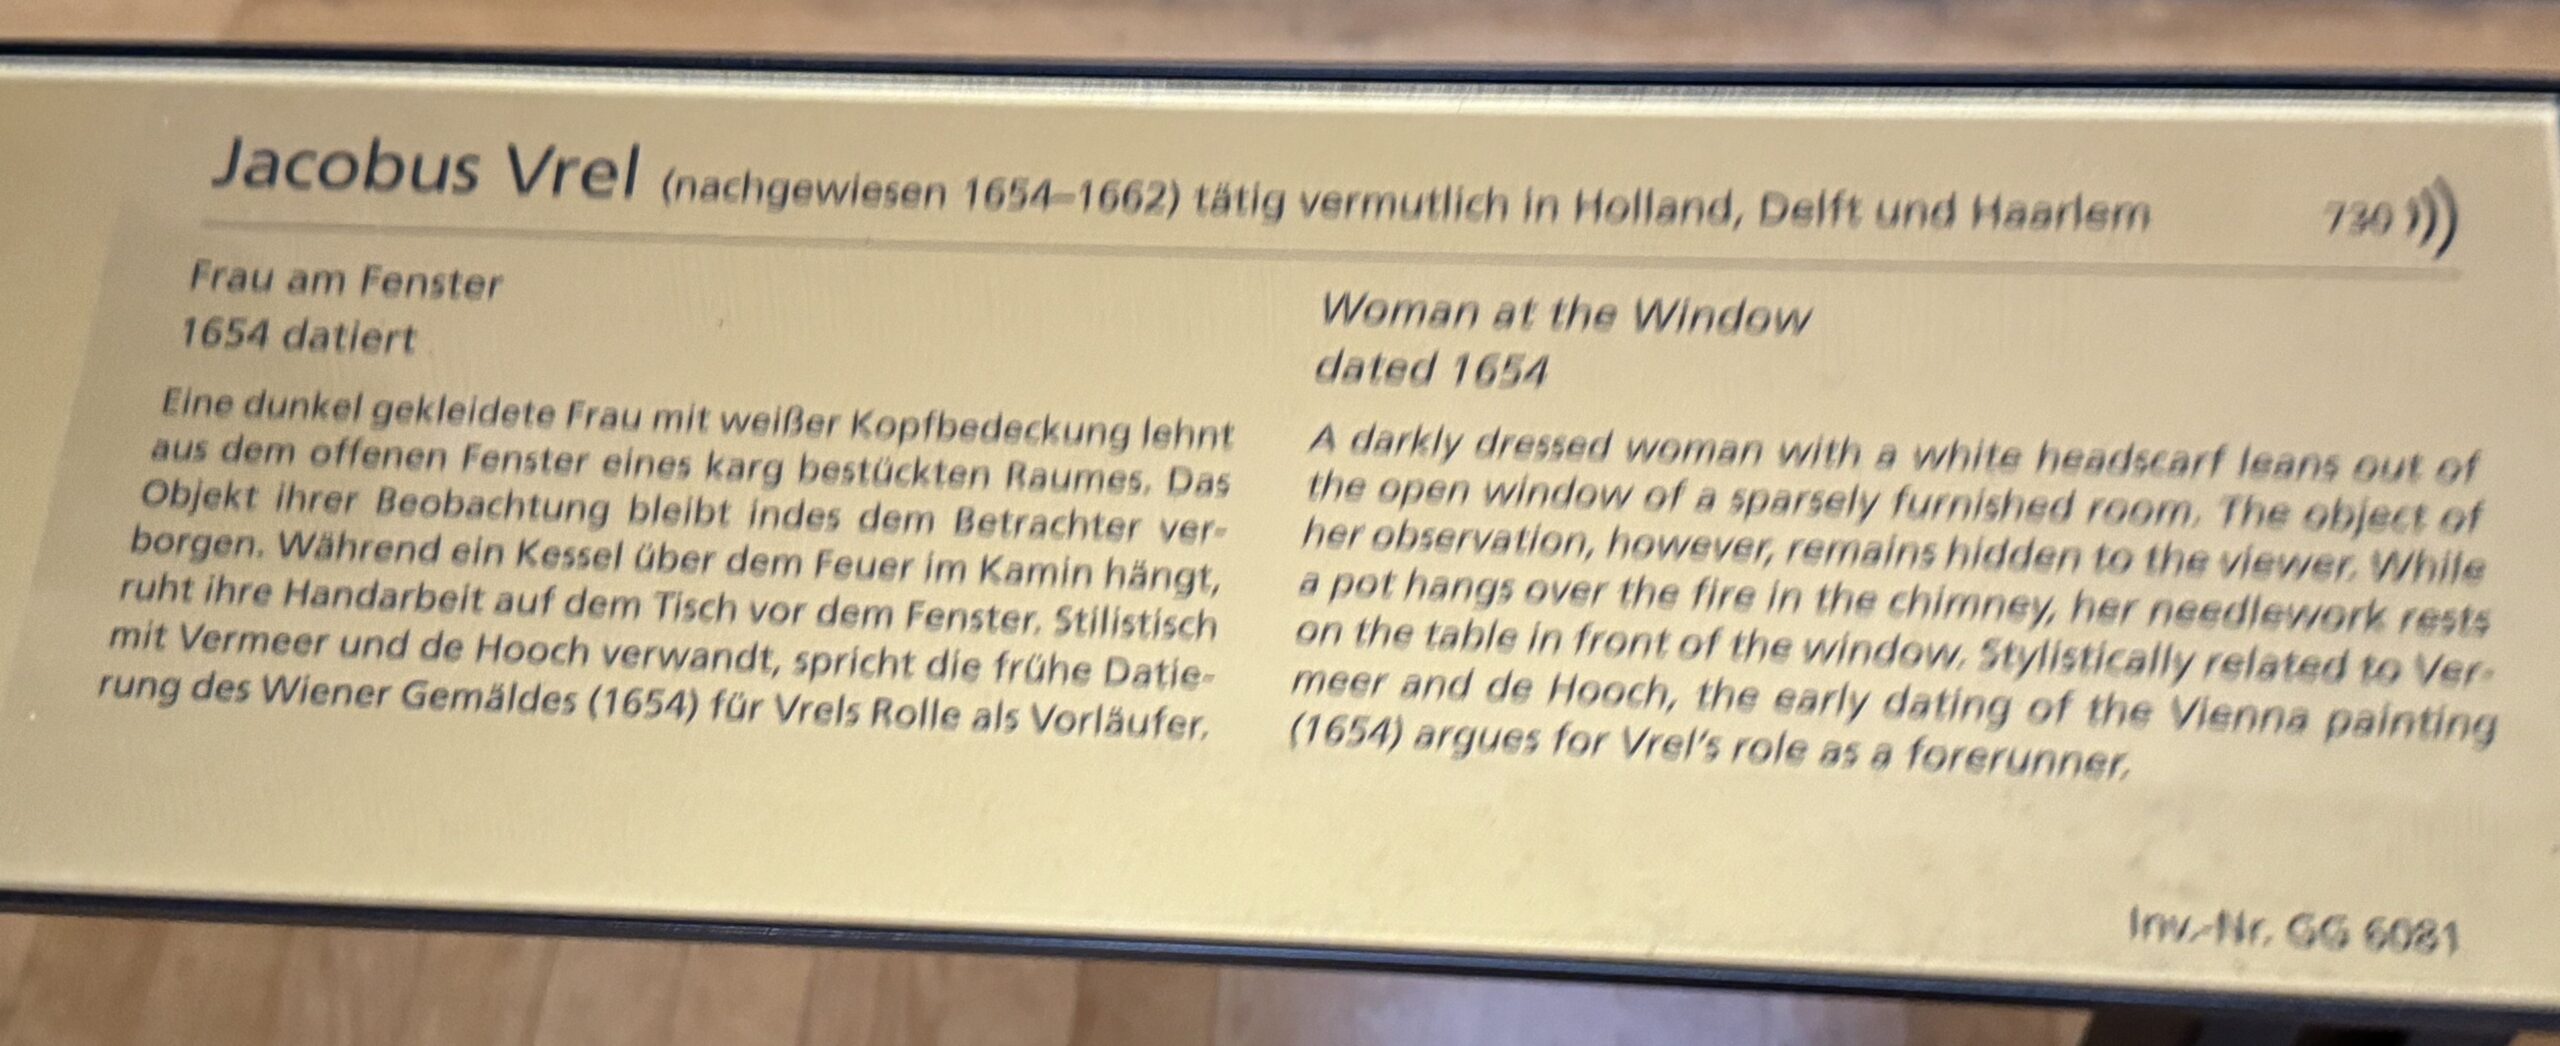 Jacobus Vrel (nachgewiesen 1654–1662) tätig vermutlich in Holland, Delft und Haarlem 730
Frau am Fenster
1654 datiert
Eine dunkel gekleidete Frau mit weißer Kopfbedeckung lehnt
aus dem offenen Fenster eines karg bestückten Raumes. Das
Objekt ihrer Beobachtung bleibt indes dem Betrachter ver-
borgen. Während ein Kessel über dem Feuer im Kamin hängt,
ruht ihre Handarbeit auf dem Tisch vor dem Fenster. Stilistisch
mit Vermeer und de Hooch verwandt, spricht die frühe Datie-
rung des Wiener Gemäldes (1654) für Vrels Rolle als Vorläufer.
Woman at the Window
dated 1654
A darkly dressed woman with a white headscarf leans out of
the open window of a sparsely furnished room. The object of
her observation, however, remains hidden to the viewer. While
a pot hangs over the fire in the chimney, her needlework rests
on the table in front of the window. Stylistically related to Ver-
meer and de Hooch, the early dating of the Vienna painting
(1654) argues for Vrel's role as a forerunner.
Inv.-Nr. GG 6081